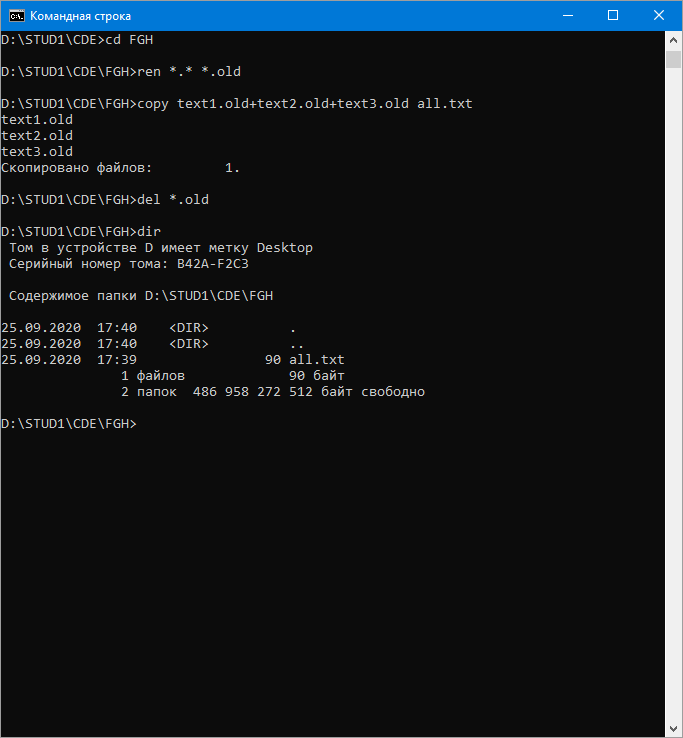 Командная строка
D:\STUD1\CDE>cd FGH
D:\STUD1\CDE\FGH>ren *.* *.old
D:\STUD1\CDE\FGH>copy text1.old+text2.old+text3.old all.txt
text1.old
text2.old
text3.old
Скопировано файлов:         1.
D:\STUD1\CDE\FGH>del *.old
D:\STUD1\CDE\FGH>dir
 Том в устройстве D имеет метку Desktop
 Серийный номер тома: B42A-F2C3
 Содержимое папки D:\STUD1\CDE\FGH
25.09.2020  17:40    <DIR>          .
25.09.2020  17:40    <DIR>          ..
25.09.2020  17:39                90 all.txt
               1 файлов             90 байт
               2 папок  486 958 272 512 байт свободно
D:\STUD1\CDE\FGH>